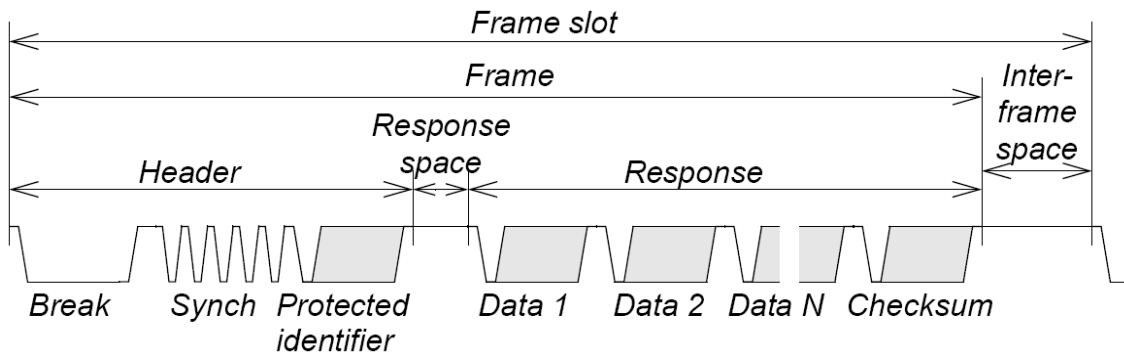 Frame slot
Frame
Inter-
frame
space
Response
space
Header
Response
Break
Synch
Protected
identifier
Data 1
Data 2
Data N
Checksum